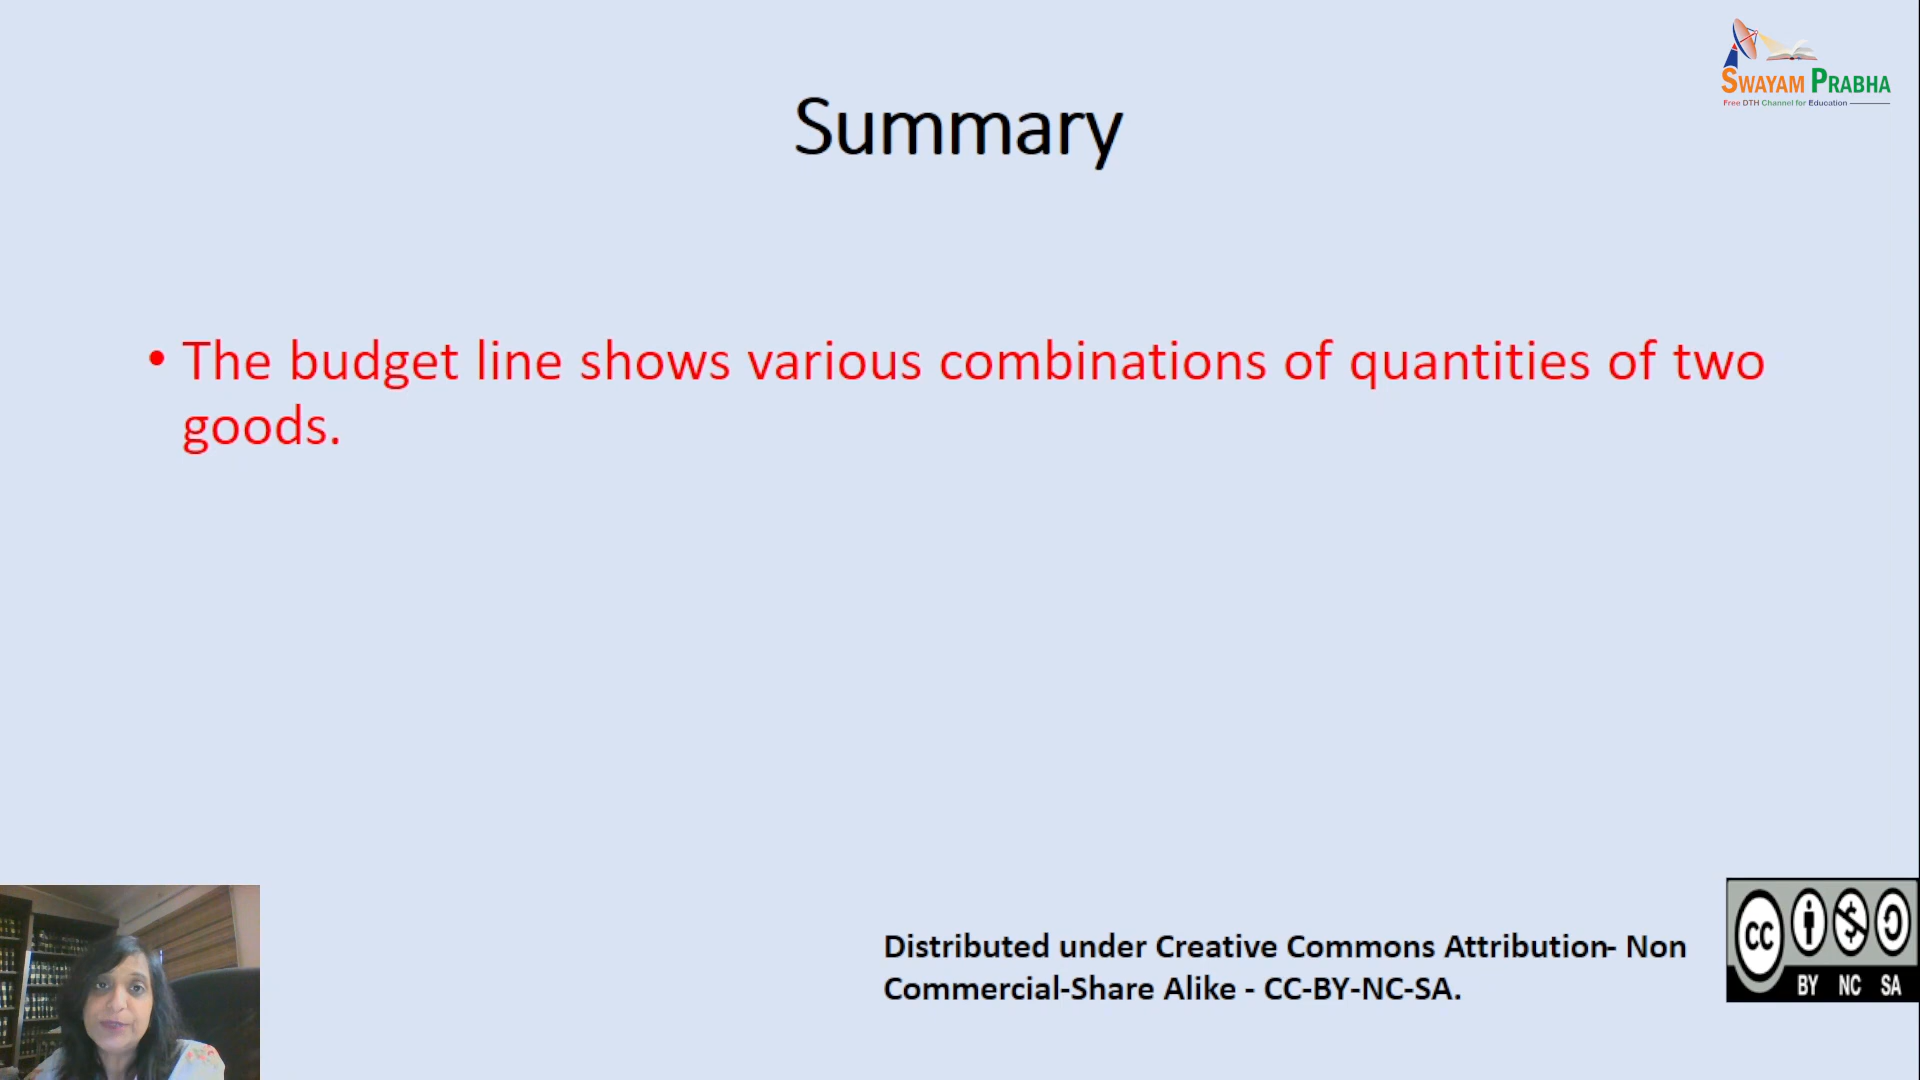 SWAYAM PRABHA
Free DTH Channel for Education
Summary
• The budget line shows various combinations of quantities of two
goods.
Distributed under Creative Commons Attribution- Non
Commercial-Share Alike - CC-BY-NC-SA.
cc
BY NC SA